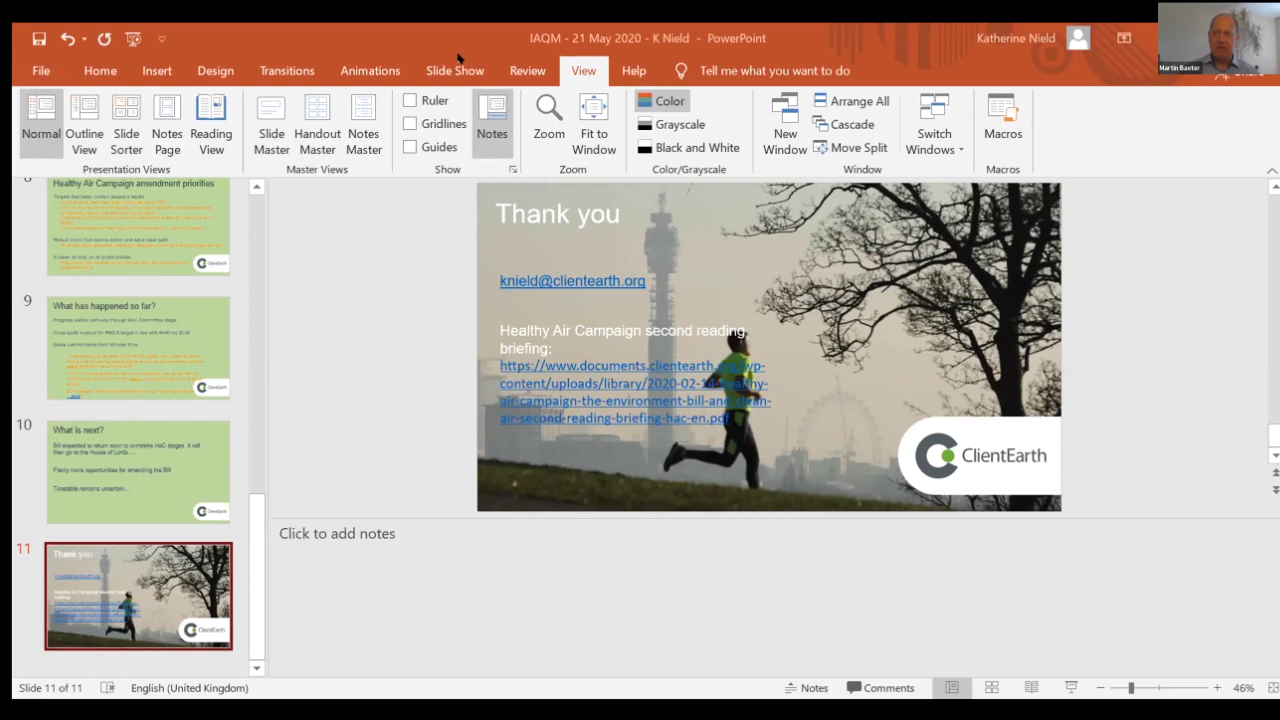 IAQM - 21 May 2020 - K Nield - PowerPoint
Katherine Nield
Martin Baxter
File Home Insert Design Transitions Animations Slide Show Review View Help Tell me what you want to do
Share
Normal
Outline View
Slide Sorter
Notes Page
Reading View
Presentation Views
Slide Master
Handout Master
Notes Master
Master Views
Ruler
Gridlines
Guides
Show
Notes
Zoom
Fit to Window
Zoom
Color
Grayscale
Black and White
Color/Grayscale
New Window
Arrange All
Cascade
Move Split
Switch Windows
Window
Macros
Macros
Healthy Air Campaign amendment priorities
ClientEarth
9
What has happened so far?
ClientEarth
10
What is next?
Bill expected to return soon to complete HoC stages. It will
then go to the House of Lords....
Plenty more opportunities for amending the Bill
Timetable remains uncertain...
ClientEarth
11
Thank you
ClientEarth
Thank you
knield@clientearth.org
Healthy Air Campaign second reading
briefing:
https://www.documents.clientearth.org/wp-
content/uploads/library/2020-02-14-healthy-
air-campaign-the-environment-bill-and-clean-
air-second-reading-briefing-hac-en.pdf
ClientEarth
Click to add notes
Slide 11 of 11
English (United Kingdom)
Notes
Comments
46%